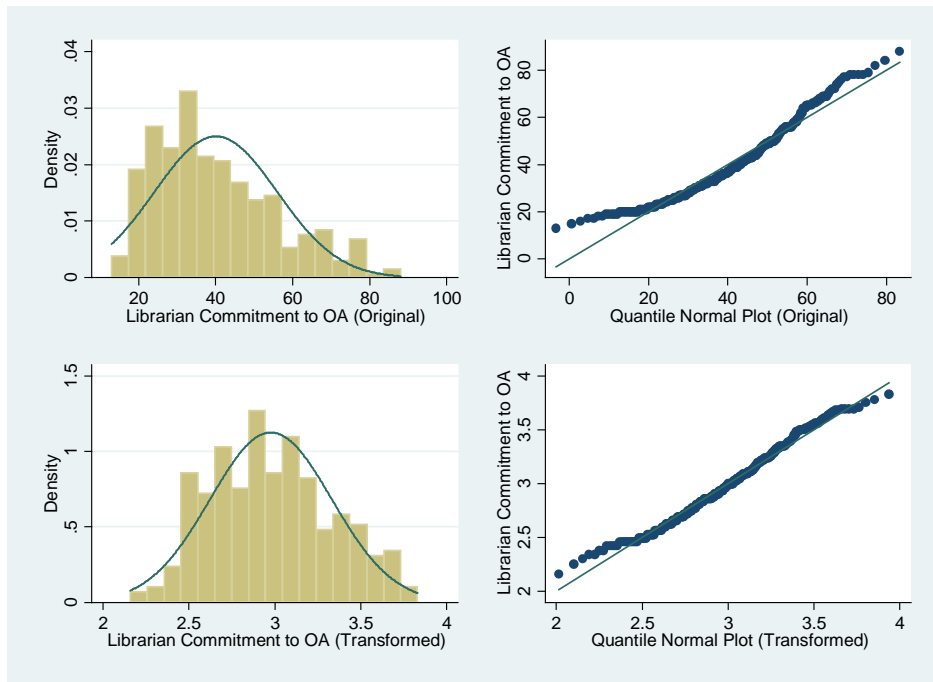 Density
.04
.03
.02
.01
0
20 40 60 80 100
Librarian Commitment to OA (Original)
Librarian Commitment to OA
80
60
40
20
0
0 20 40 60 80
Quantile Normal Plot (Original)
Density
1.5
1
.5
0
2 2.5 3 3.5 4
Librarian Commitment to OA (Transformed)
Librarian Commitment to OA
4
3.5
3
2.5
2
2 2.5 3 3.5 4
Quantile Normal Plot (Transformed)